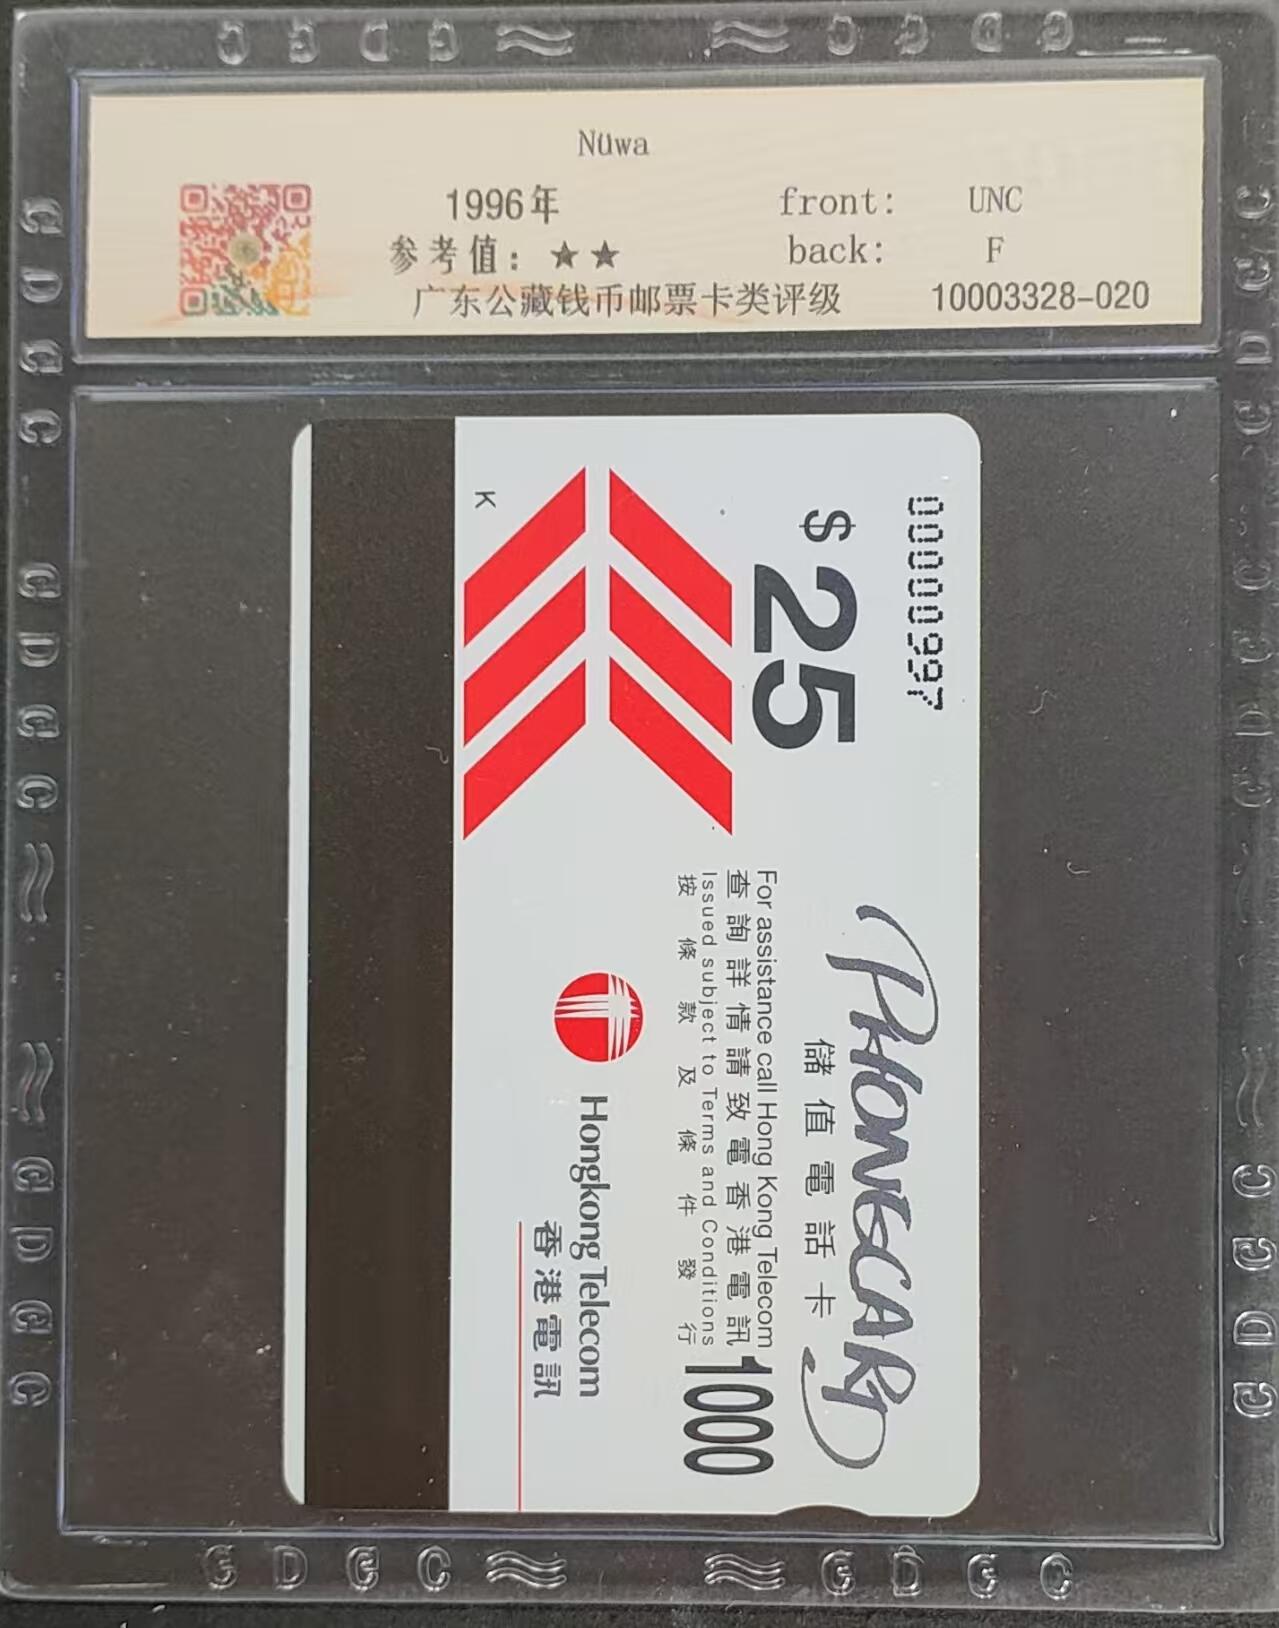 Nüwa
1996年
front: UNC
参考值：★★
back: F
广东公藏钱币邮票卡类评级
10003328-020
0000997
$25
K
PHONECARD
儲值電話卡
For assistance call Hong Kong Telecom
查詢詳情請致電香港電訊
Issued subject to Terms and Conditions
按條款及條件發行
1000
Hongkong Telecom
香港電訊